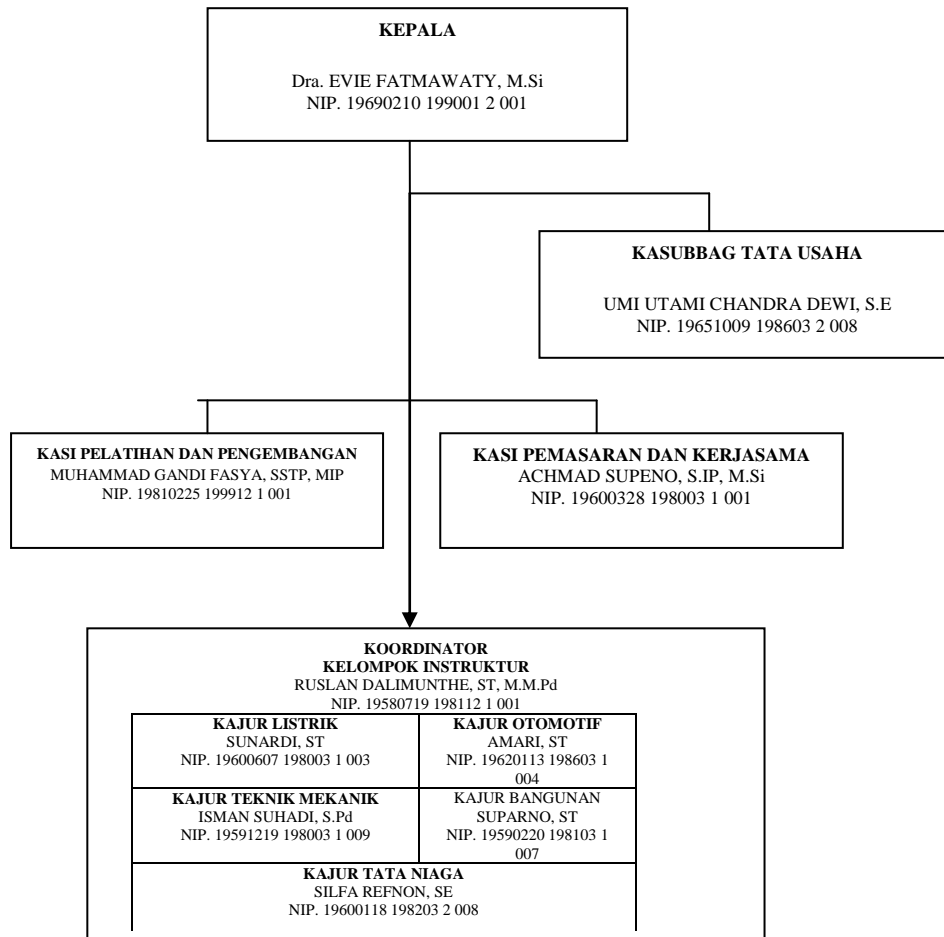 KEPALA
Dra. EVIE FATMAWATY, M.Si
NIP. 19690210 199001 2 001
KASUBBAG TATA USAHA
UMI UTAMI CHANDRA DEWI, S.E
NIP. 19651009 198603 2 008
KASI PELATIHAN DAN PENGEMBANGAN
MUHAMMAD GANDI FASYA, SSTP, MIP
NIP. 19810225 199912 1 001
KASI PEMASARAN DAN KERJASAMA
ACHMAD SUPENO, S.IP, M.Si
NIP. 19600328 198003 1 001
KOORDINATOR
KELOMPOK INSTRUKTUR
RUSLAN DALIMUNTHE, ST, M.M.Pd
NIP. 19580719 198112 1 001
KAJUR LISTRIK
SUNARDI, ST
NIP. 19600607 198003 1 003
KAJUR OTOMOTIF
AMARI, ST
NIP. 19620113 198603 1
004
KAJUR TEKNIK MEKANIK
ISMAN SUHADI, S.Pd
NIP. 19591219 198003 1 009
KAJUR BANGUNAN
SUPARNO, ST
NIP. 19590220 198103 1
007
KAJUR TATA NIAGA
SILFA REFNON, SE
NIP. 19600118 198203 2 008